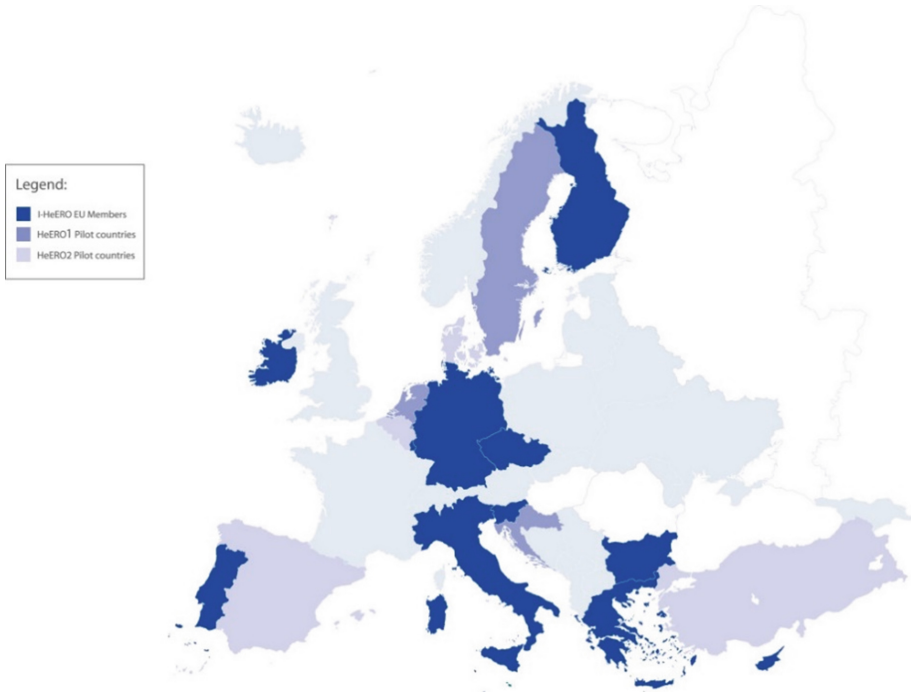 Legend:
I-HeERO EU Members
HeERO1 Pilot countries
HeERO2 Pilot countries